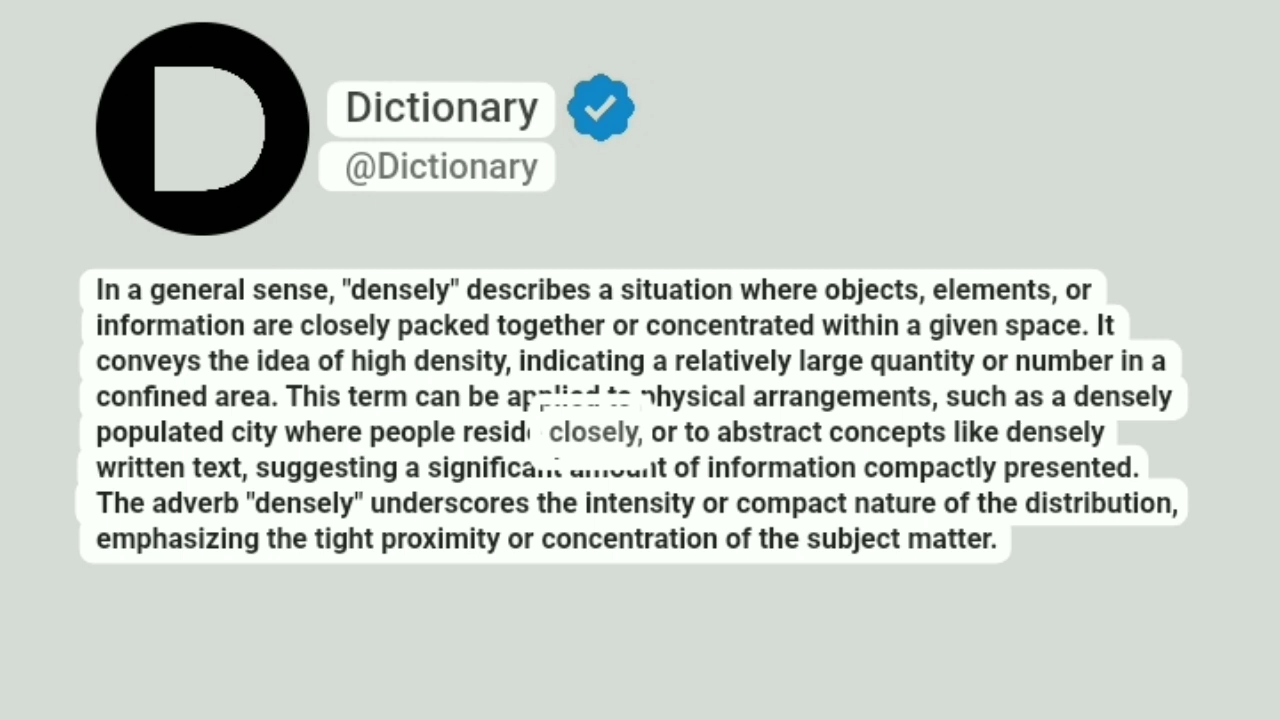 D
Dictionary
@Dictionary
In a general sense, "densely" describes a situation where objects, elements, or
information are closely packed together or concentrated within a given space. It
conveys the idea of high density, indicating a relatively large quantity or number in a
confined area. This term can be applied to physical arrangements, such as a densely
populated city where people reside closely, or to abstract concepts like densely
written text, suggesting a significant amount of information compactly presented.
The adverb "densely" underscores the intensity or compact nature of the distribution,
emphasizing the tight proximity or concentration of the subject matter.